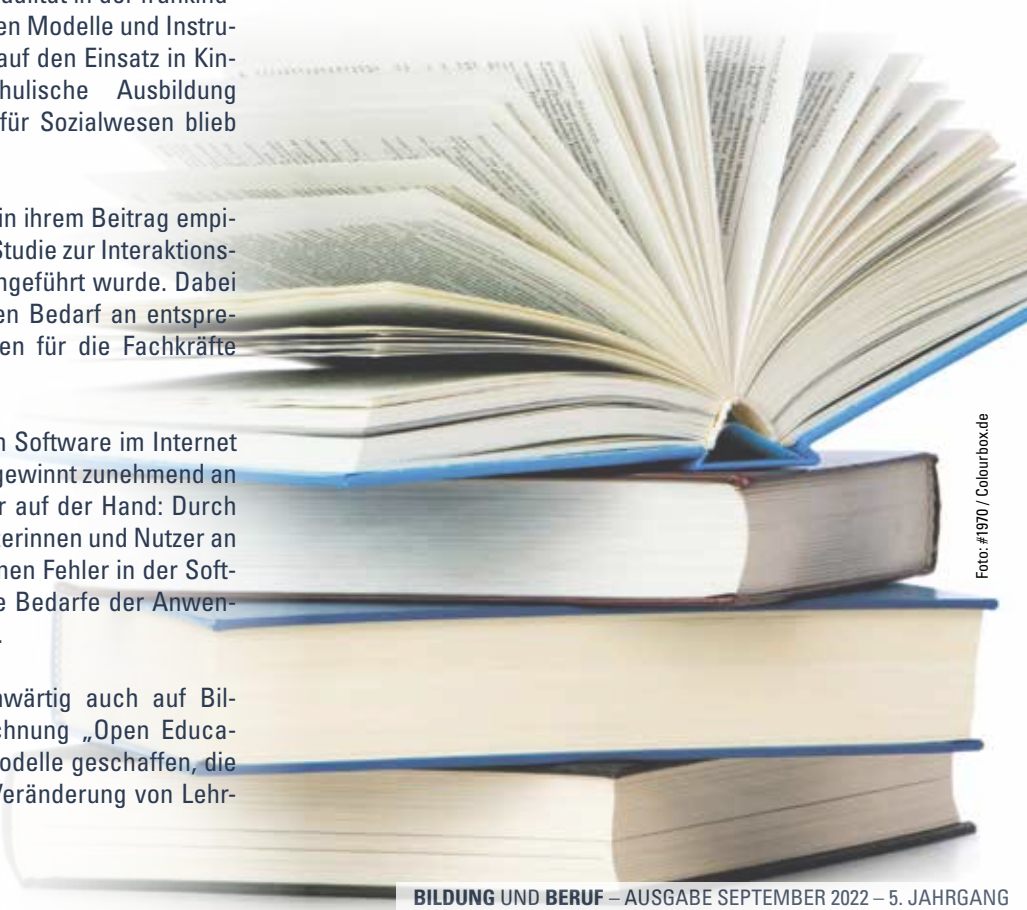 en Modelle und Instru-
auf den Einsatz in Kin-
hulische Ausbildung
für Sozialwesen blieb
in ihrem Beitrag empi-
Studie zur Interaktions-
ngeführt wurde. Dabei
en Bedarf an entspre-
en für die Fachkräfte
n Software im Internet
gewinnt zunehmend an
r auf der Hand: Durch
erinnen und Nutzer an
nen Fehler in der Soft-
e Bedarfe der Anwen-
nwärtig auch auf Bil-
chnung „Open Educa-
odelle geschaffen, die
Veränderung von Lehr-
Foto: #1970 / Colourbox.de
BILDUNG UND BERUF – AUSGABE SEPTEMBER 2022 – 5. JAHRGANG